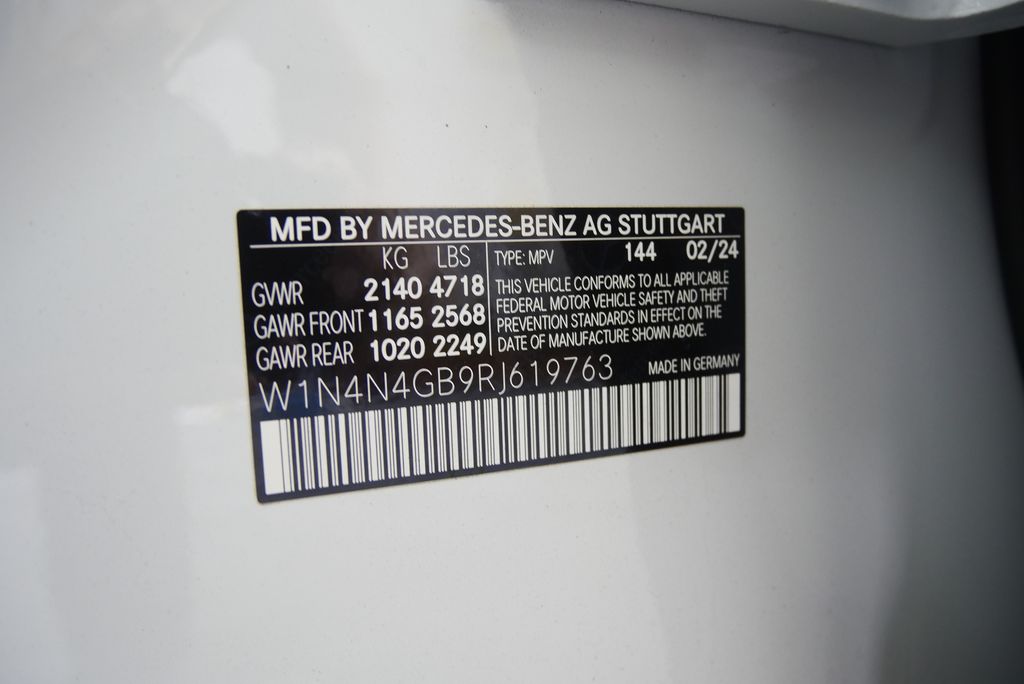 MFD BY MERCEDES-BENZ AG STUTTGART
KG LBS
GVWR 2140 4718
GAWR FRONT 1165 2568
GAWR REAR 1020 2249
TYPE: MPV 144 02/24
THIS VEHICLE CONFORMS TO ALL APPLICABLE
FEDERAL MOTOR VEHICLE SAFETY AND THEFT
PREVENTION STANDARDS IN EFFECT ON THE
DATE OF MANUFACTURE SHOWN ABOVE.
W1N4N4GB9RJ619763
MADE IN GERMANY